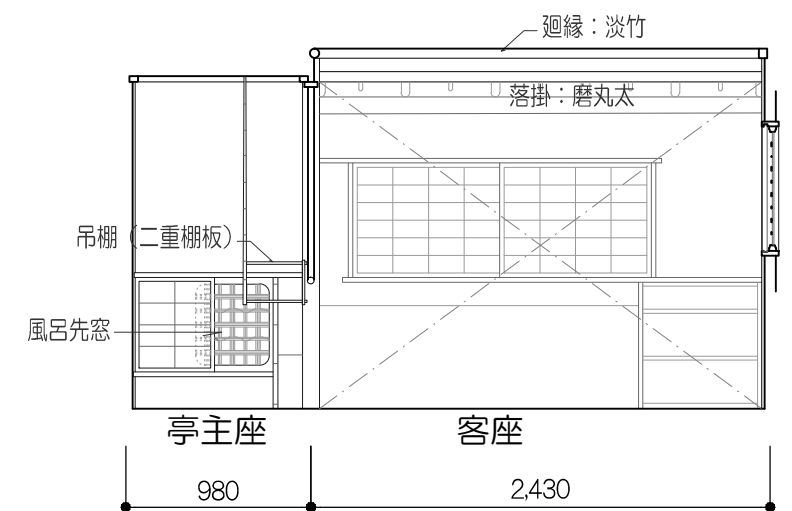 廻縁：淡竹
落掛：磨丸太
吊棚（二重棚板）
風呂先窓
亭主座
客座
980
2,430